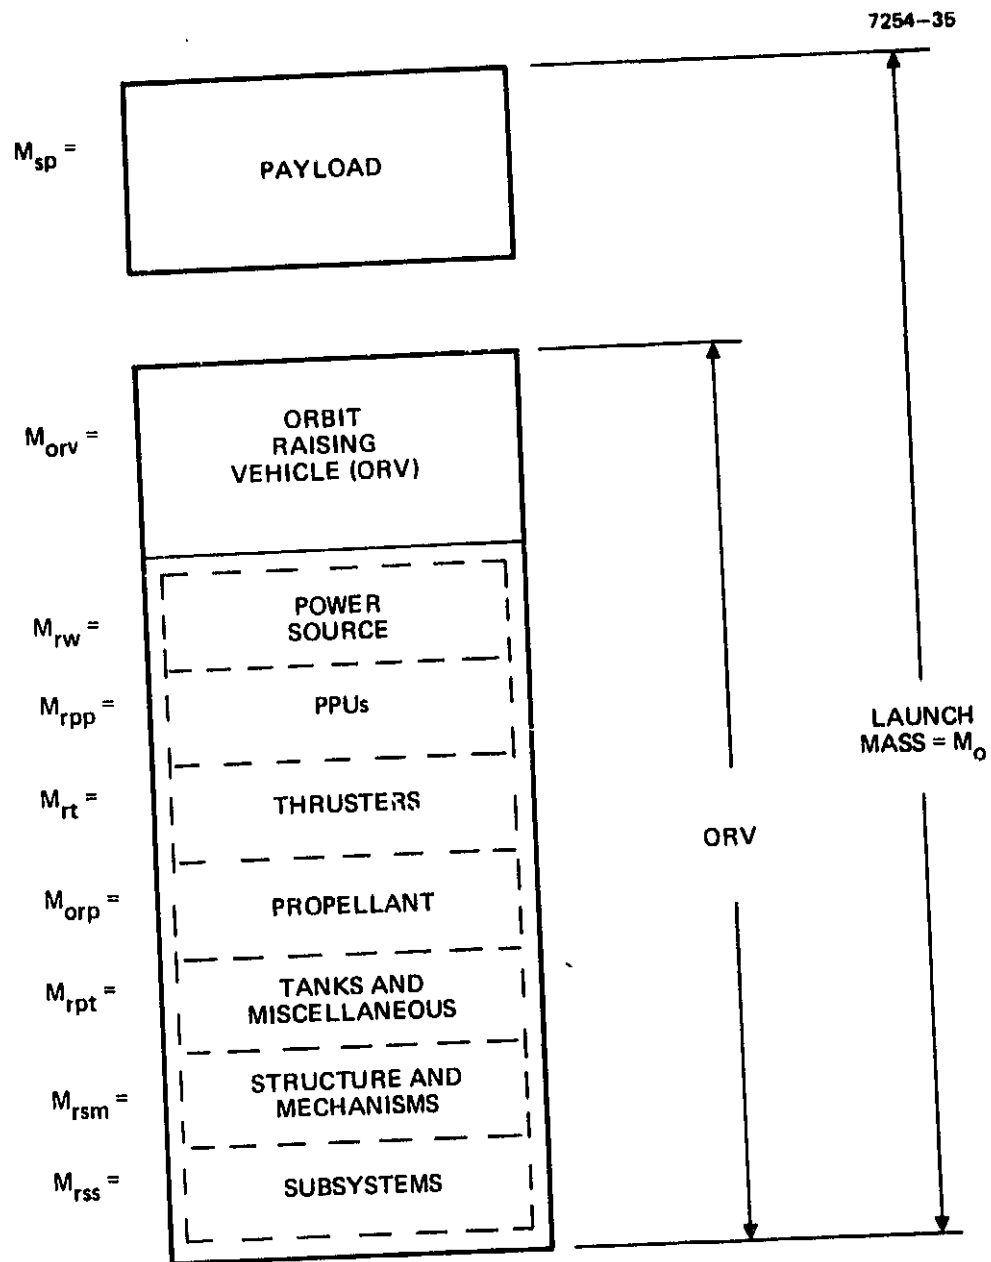 7254-35
M_sp =
PAYLOAD
M_orv =
ORBIT
RAISING
VEHICLE (ORV)
M_rw =
POWER
SOURCE
M_rpp =
PPUs
M_rt =
THRUSTERS
M_orp =
PROPELLANT
M_rpt =
TANKS AND
MISCELLANEOUS
M_rsm =
STRUCTURE AND
MECHANISMS
M_rss =
SUBSYSTEMS
ORV
LAUNCH
MASS = M_o